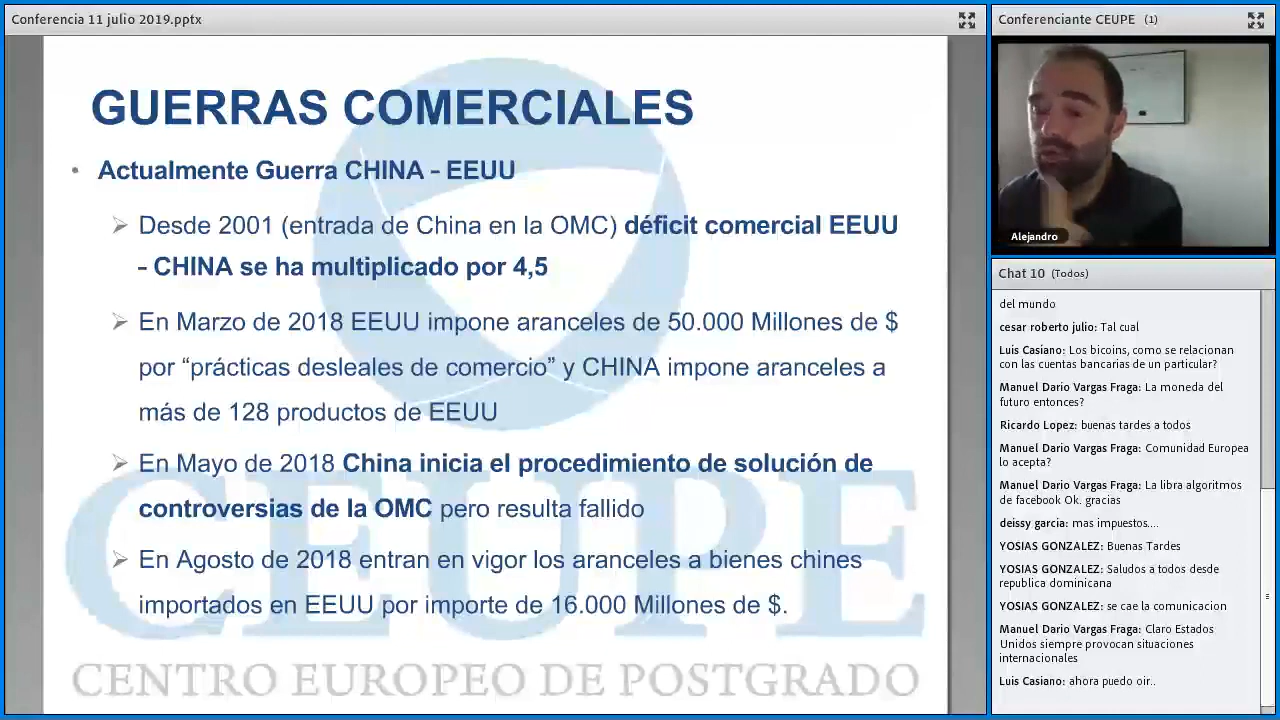 Conferencia 11 julio 2019.pptx
GUERRAS COMERCIALES
• Actualmente Guerra CHINA - EEUU
Desde 2001 (entrada de China en la OMC) déficit comercial EEUU
- CHINA se ha multiplicado por 4,5
En Marzo de 2018 EEUU impone aranceles de 50.000 Millones de $
por “prácticas desleales de comercio” y CHINA impone aranceles a
más de 128 productos de EEUU
En Mayo de 2018 China inicia el procedimiento de solución de
controversias de la OMC pero resulta fallido
En Agosto de 2018 entran en vigor los aranceles a bienes chines
importados en EEUU por importe de 16.000 Millones de $.
CEUPE
CENTRO EUROPEO DE POSTGRADO
Conferenciante CEUPE (1)
Alejandro
Chat 10 (Todos)
del mundo
cesar roberto julio: Tal cual
Luis Casiano: Los bicoins, como se relacionan
con las cuentas bancarias de un particular?
Manuel Dario Vargas Fraga: La moneda del
futuro entonces?
Ricardo Lopez: buenas tardes a todos
Manuel Dario Vargas Fraga: Comunidad Europea
lo acepta?
Manuel Dario Vargas Fraga: La libra algoritmos
de facebook Ok. gracias
deissy garcia: mas impuestos....
YOSIAS GONZALEZ: Buenas Tardes
YOSIAS GONZALEZ: Saludos a todos desde
republica dominicana
YOSIAS GONZALEZ: se cae la comunicacion
Manuel Dario Vargas Fraga: Claro Estados
Unidos siempre provocan situaciones
internacionales
Luis Casiano: ahora puedo oir..